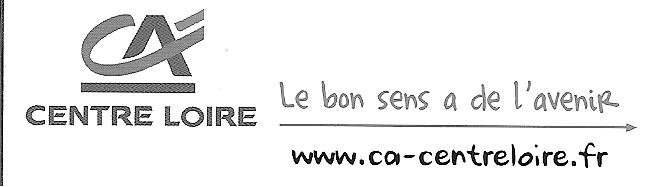 CA
CENTRE LOIRE
Le bon sens a de l'avenir
www.ca-centreloire.fr